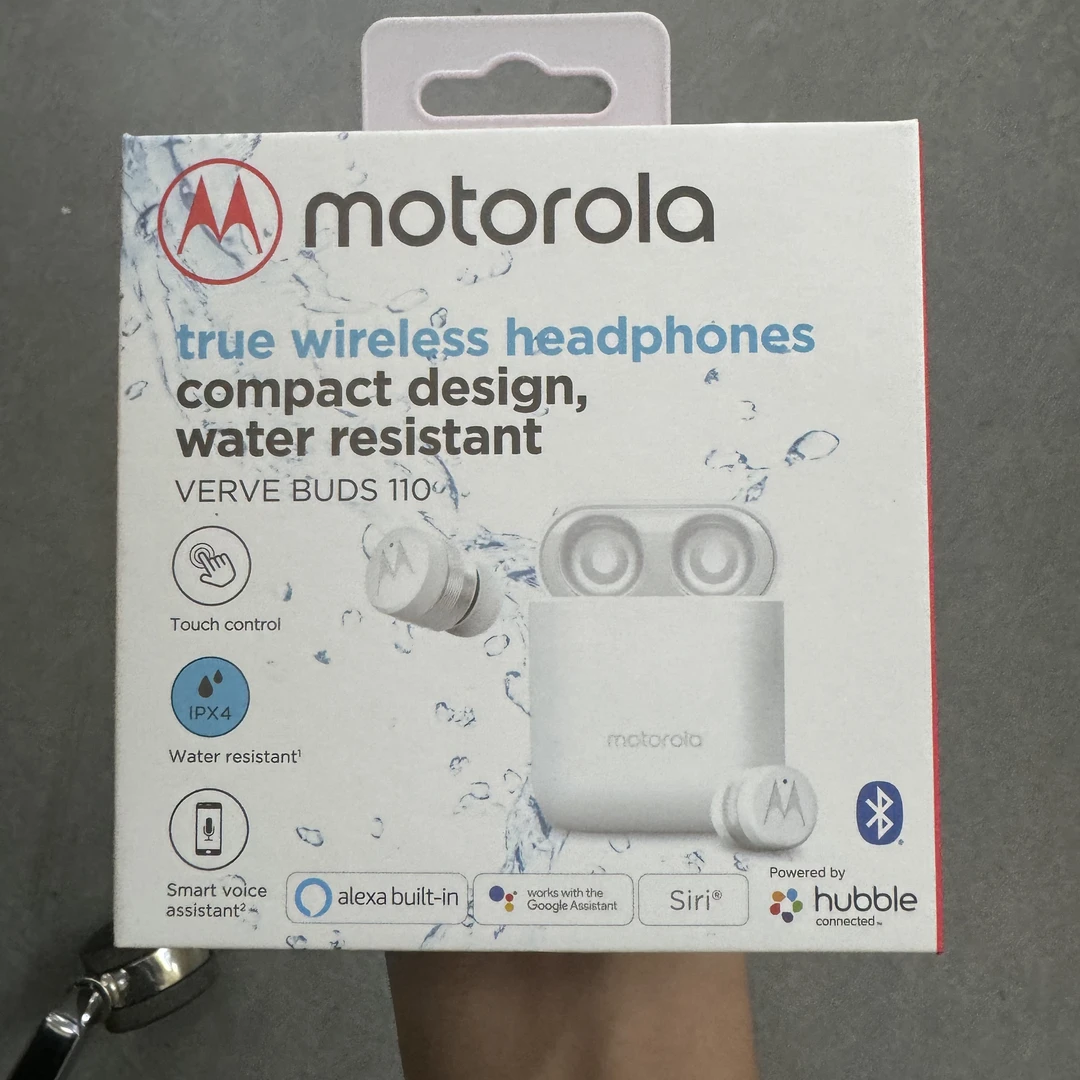 motorola
true wireless headphones
compact design,
water resistant
VERVE BUDS 110
Touch control
IPX4
Water resistant¹
motorola
Smart voice
assistant²
alexa built-in
works with the
Google Assistant
Siri®
Powered by
hubble
connected™